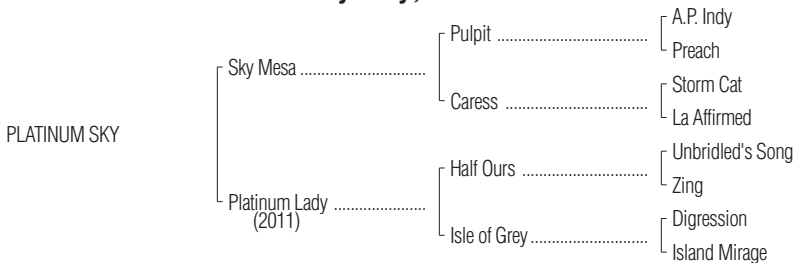 A.P. Indy
Pulpit ......................................
Preach
Sky Mesa ................................
Storm Cat
Caress ....................................
La Affirmed
PLATINUM SKY
Unbridled's Song
Half Ours ................................
Zing
Platinum Lady .......................
(2011)
Digression
Isle of Grey.............................
Island Mirage